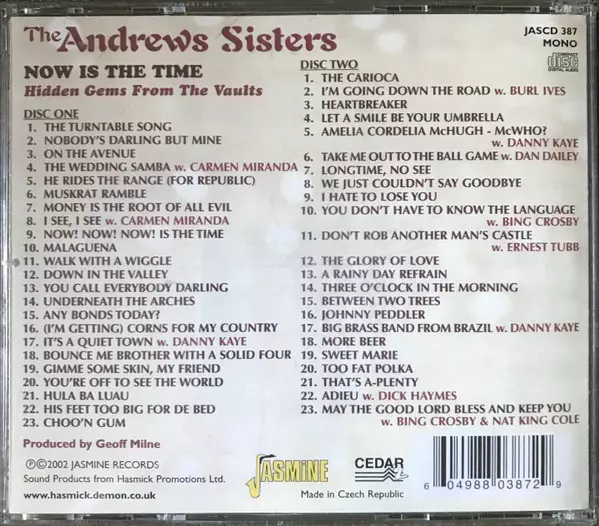 The Andrews Sisters
NOW IS THE TIME
Hidden Gems From The Vaults
JASCD 387
MONO
COMPACT
disc
DIGITAL AUDIO
DISC ONE
1. THE TURNTABLE SONG
2. NOBODY'S DARLING BUT MINE
3. ON THE AVENUE
4. THE WEDDING SAMBA w. CARMEN MIRANDA
5. HE RIDES THE RANGE (FOR REPUBLIC)
6. MUSKRAT RAMBLE
7. MONEY IS THE ROOT OF ALL EVIL
8. I SEE, I SEE w. CARMEN MIRANDA
9. NOW! NOW! NOW! IS THE TIME
10. MALAGUENA
11. WALK WITH A WIGGLE
12. DOWN IN THE VALLEY
13. YOU CALL EVERYBODY DARLING
14. UNDERNEATH THE ARCHES
15. ANY BONDS TODAY?
16. (I'M GETTING) CORNS FOR MY COUNTRY
17. IT'S A QUIET TOWN w. DANNY KAYE
18. BOUNCE ME BROTHER WITH A SOLID FOUR
19. GIMME SOME SKIN, MY FRIEND
20. YOU'RE OFF TO SEE THE WORLD
21. HULA BA LUAU
22. HIS FEET TOO BIG FOR DE BED
23. CHOO'N GUM
DISC TWO
1. THE CARIOCA
2. I'M GOING DOWN THE ROAD w. BURL IVES
3. HEARTBREAKER
4. LET A SMILE BE YOUR UMBRELLA
5. AMELIA CORDELIA McHUGH - McWHO?
w. DANNY KAYE
6. TAKE ME OUT TO THE BALL GAME w. DAN DAILEY
7. LONGTIME, NO SEE
8. WE JUST COULDN'T SAY GOODBYE
9. I HATE TO LOSE YOU
10. YOU DON'T HAVE TO KNOW THE LANGUAGE
w. BING CROSBY
11. DON'T ROB ANOTHER MAN'S CASTLE
w. ERNEST TUBB
12. THE GLORY OF LOVE
13. A RAINY DAY REFRAIN
14. THREE O'CLOCK IN THE MORNING
15. BETWEEN TWO TREES
16. JOHNNY PEDDLER
17. BIG BRASS BAND FROM BRAZIL w. DANNY KAYE
18. MORE BEER
19. SWEET MARIE
20. TOO FAT POLKA
21. THAT'S A-PLENTY
22. ADIEU w. DICK HAYMES
23. MAY THE GOOD LORD BLESS AND KEEP YOU
w. BING CROSBY & NAT KING COLE
Produced by Geoff Milne
℗©2002 JASMINE RECORDS
Sound Products from Hasmick Promotions Ltd.
www.hasmick.demon.co.uk
JASMINE
CEDAR
Made in Czech Republic
6 04988 03872 9